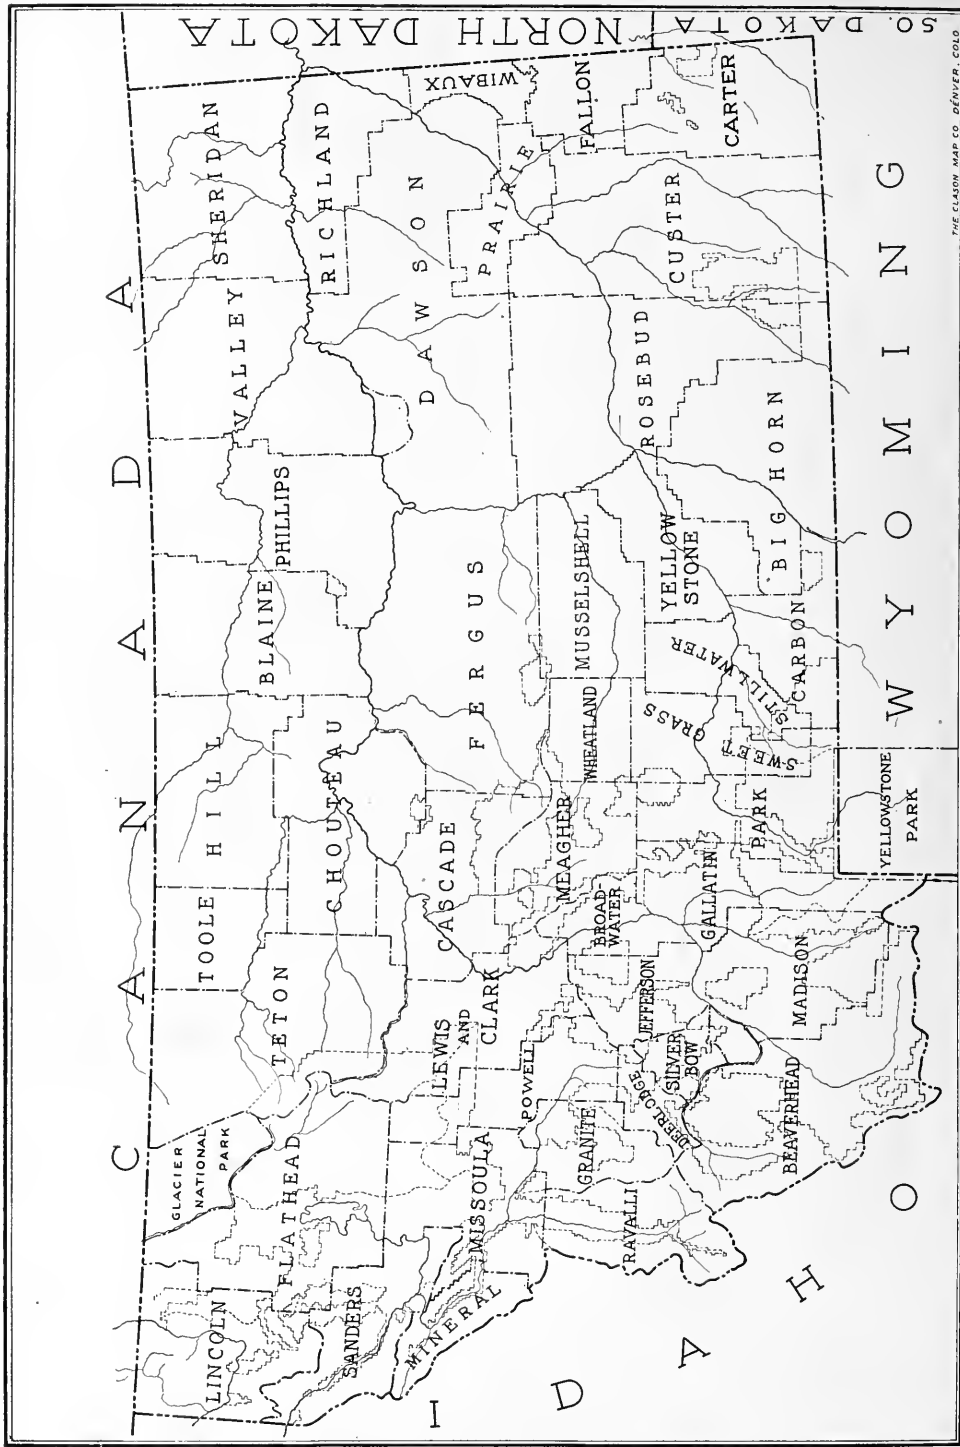 CANADA
NORTH DAKOTA
SO. DAKOTA
WYOMING
IDAHO
LINCOLN
FLATHEAD
GLACIER
NATIONAL
PARK
TETON
TOOLE
HILL
CHOUTEAU
BLAINE
PHILLIPS
VALLEY
SHERIDAN
RICHLAND
DAWSON
WIBAUX
PRAIRIE
FALLON
CARTER
CUSTER
ROSEBUD
BIG HORN
YELLOW
STONE
MUSSELSHELL
FERGUS
CASCADE
LEWIS
AND
CLARK
POWELL
MISSOULA
SANDERS
MINERAL
RAVALLI
GRANITE
DEERLODGE
SILVER
BOW
JEFFERSON
BROAD-
WATER
MEAGHER
WHEATLAND
SWEET GRASS
STILLWATER
CARBON
PARK
GALLATIN
MADISON
BEAVERHEAD
YELLOWSTONE
PARK
THE CLASON MAP CO DENVER, COLO